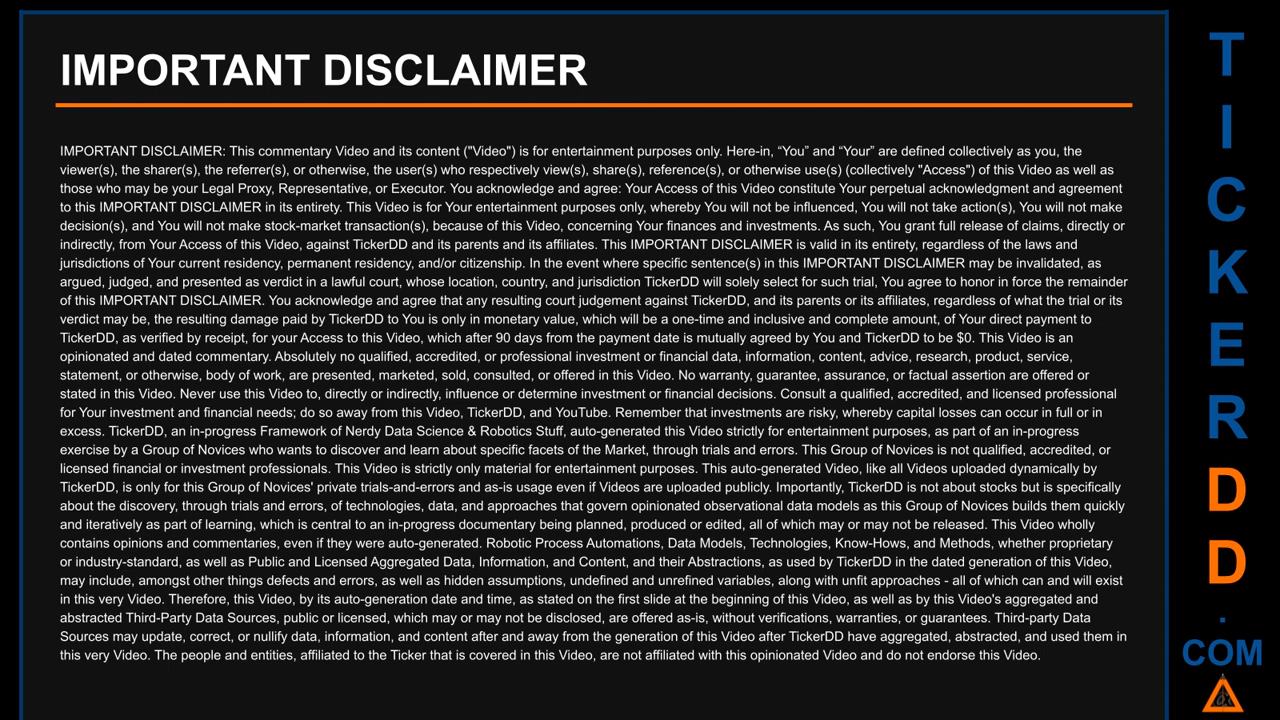 IMPORTANT DISCLAIMER
IMPORTANT DISCLAIMER: This commentary Video and its content ("Video") is for entertainment purposes only. Here-in, “You” and “Your” are defined collectively as you, the
viewer(s), the sharer(s), the referrer(s), or otherwise, the user(s) who respectively view(s), share(s), reference(s), or otherwise use(s) (collectively "Access") of this Video as well as
those who may be your Legal Proxy, Representative, or Executor. You acknowledge and agree: Your Access of this Video constitute Your perpetual acknowledgment and agreement
to this IMPORTANT DISCLAIMER in its entirety. This Video is for Your entertainment purposes only, whereby You will not be influenced, You will not take action(s), You will not make
decision(s), and You will not make stock-market transaction(s), because of this Video, concerning Your finances and investments. As such, You grant full release of claims, directly or
indirectly, from Your Access of this Video, against TickerDD and its parents and its affiliates. This IMPORTANT DISCLAIMER is valid in its entirety, regardless of the laws and
jurisdictions of Your current residency, permanent residency, and/or citizenship. In the event where specific sentence(s) in this IMPORTANT DISCLAIMER may be invalidated, as
argued, judged, and presented as verdict in a lawful court, whose location, country, and jurisdiction TickerDD will solely select for such trial, You agree to honor in force the remainder
of this IMPORTANT DISCLAIMER. You acknowledge and agree that any resulting court judgement against TickerDD, and its parents or its affiliates, regardless of what the trial or its
verdict may be, the resulting damage paid by TickerDD to You is only in monetary value, which will be a one-time and inclusive and complete amount, of Your direct payment to
TickerDD, as verified by receipt, for your Access to this Video, which after 90 days from the payment date is mutually agreed by You and TickerDD to be $0. This Video is an
opinionated and dated commentary. Absolutely no qualified, accredited, or professional investment or financial data, information, content, advice, research, product, service,
statement, or otherwise, body of work, are presented, marketed, sold, consulted, or offered in this Video. No warranty, guarantee, assurance, or factual assertion are offered or
stated in this Video. Never use this Video to, directly or indirectly, influence or determine investment or financial decisions. Consult a qualified, accredited, and licensed professional
for Your investment and financial needs; do so away from this Video, TickerDD, and YouTube. Remember that investments are risky, whereby capital losses can occur in full or in
excess. TickerDD, an in-progress Framework of Nerdy Data Science & Robotics Stuff, auto-generated this Video strictly for entertainment purposes, as part of an in-progress
exercise by a Group of Novices who wants to discover and learn about specific facets of the Market, through trials and errors. This Group of Novices is not qualified, accredited, or
licensed financial or investment professionals. This Video is strictly only material for entertainment purposes. This auto-generated Video, like all Videos uploaded dynamically by
TickerDD, is only for this Group of Novices' private trials-and-errors and as-is usage even if Videos are uploaded publicly. Importantly, TickerDD is not about stocks but is specifically
about the discovery, through trials and errors, of technologies, data, and approaches that govern opinionated observational data models as this Group of Novices builds them quickly
and iteratively as part of learning, which is central to an in-progress documentary being planned, produced or edited, all of which may or may not be released. This Video wholly
contains opinions and commentaries, even if they were auto-generated. Robotic Process Automations, Data Models, Technologies, Know-Hows, and Methods, whether proprietary
or industry-standard, as well as Public and Licensed Aggregated Data, Information, and Content, and their Abstractions, as used by TickerDD in the dated generation of this Video,
may include, amongst other things defects and errors, as well as hidden assumptions, undefined and unrefined variables, along with unfit approaches - all of which can and will exist
in this very Video. Therefore, this Video, by its auto-generation date and time, as stated on the first slide at the beginning of this Video, as well as by this Video's aggregated and
abstracted Third-Party Data Sources, public or licensed, which may or may not be disclosed, are offered as-is, without verifications, warranties, or guarantees. Third-party Data
Sources may update, correct, or nullify data, information, and content after and away from the generation of this Video after TickerDD have aggregated, abstracted, and used them in
this very Video. The people and entities, affiliated to the Ticker that is covered in this Video, are not affiliated with this opinionated Video and do not endorse this Video.
T
I
C
K
E
R
D
D
.
COM